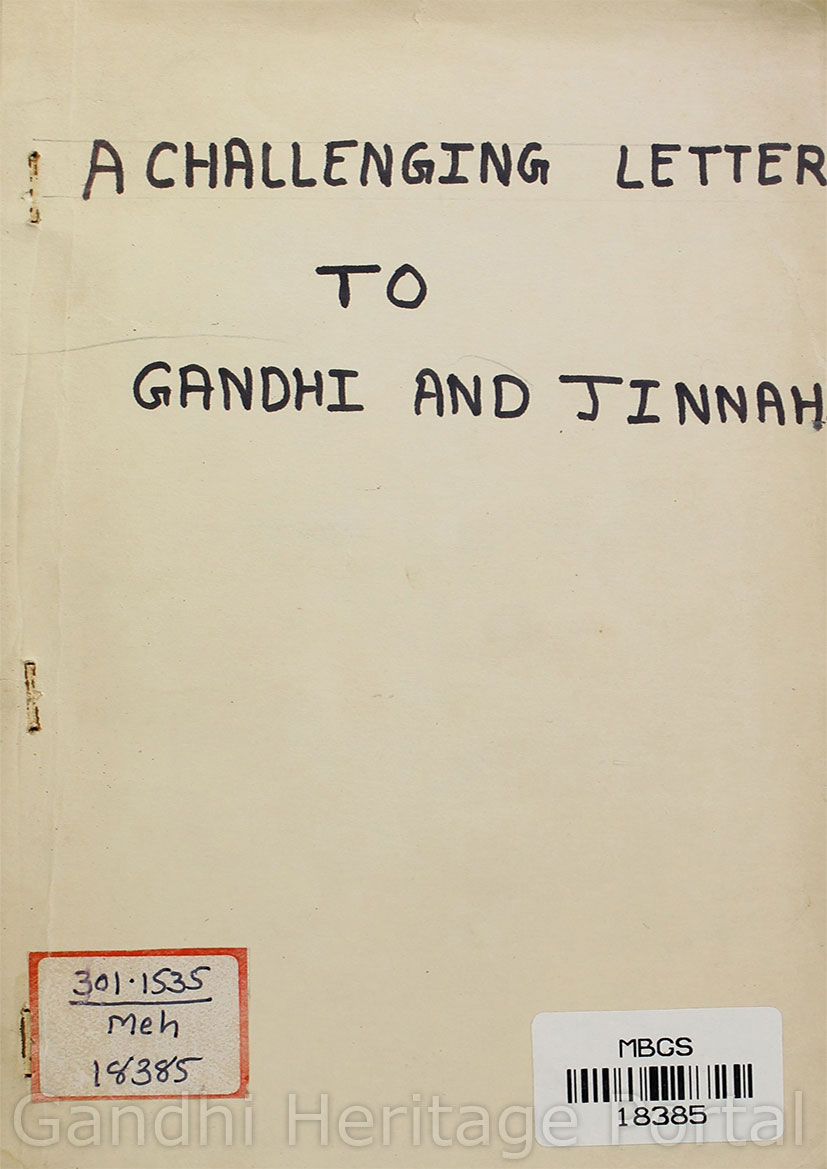 A CHALLENGING LETTER
TO
GANDHI AND JINNAH
301.1535
Meh
18385
MBGS
18385
Gandhi Heritage Portal